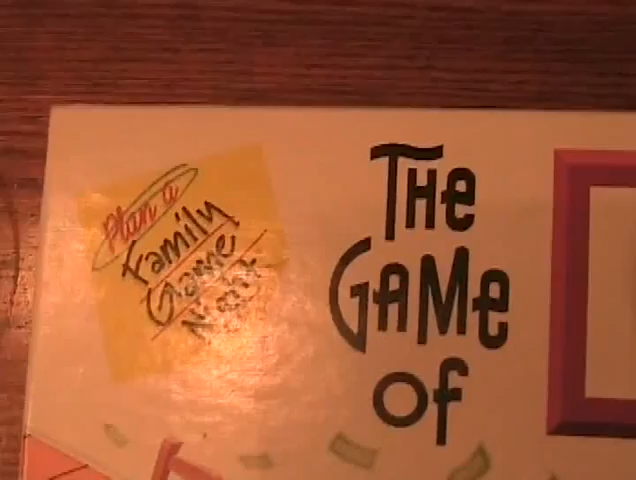 Plan a
Family
Game
Night
THe
GAMe
oF